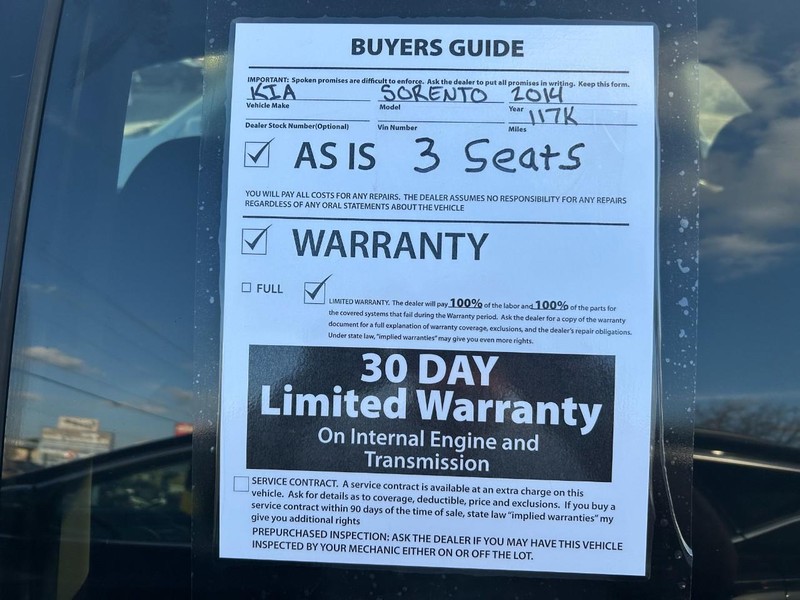 BUYERS GUIDE
IMPORTANT: Spoken promises are difficult to enforce. Ask the dealer to put all promises in writing. Keep this form.
KIA SORENTO 2014
Vehicle Make Model Year
117K
Dealer Stock Number(Optional) Vin Number Miles
AS IS 3 Seats
YOU WILL PAY ALL COSTS FOR ANY REPAIRS. THE DEALER ASSUMES NO RESPONSIBILITY FOR ANY REPAIRS
REGARDLESS OF ANY ORAL STATEMENTS ABOUT THE VEHICLE
WARRANTY
FULL
LIMITED WARRANTY. The dealer will pay 100% of the labor and 100% of the parts for
the covered systems that fail during the Warranty period. Ask the dealer for a copy of the warranty
document for a full explanation of warranty coverage, exclusions, and the dealer's repair obligations.
Under state law, "implied warranties" may give you even more rights.
30 DAY
Limited Warranty
On Internal Engine and
Transmission
SERVICE CONTRACT. A service contract is available at an extra charge on this
vehicle. Ask for details as to coverage, deductible, price and exclusions. If you buy a
service contract within 90 days of the time of sale, state law "implied warranties" my
give you additional rights
PREPURCHASED INSPECTION: ASK THE DEALER IF YOU MAY HAVE THIS VEHICLE
INSPECTED BY YOUR MECHANIC EITHER ON OR OFF THE LOT.